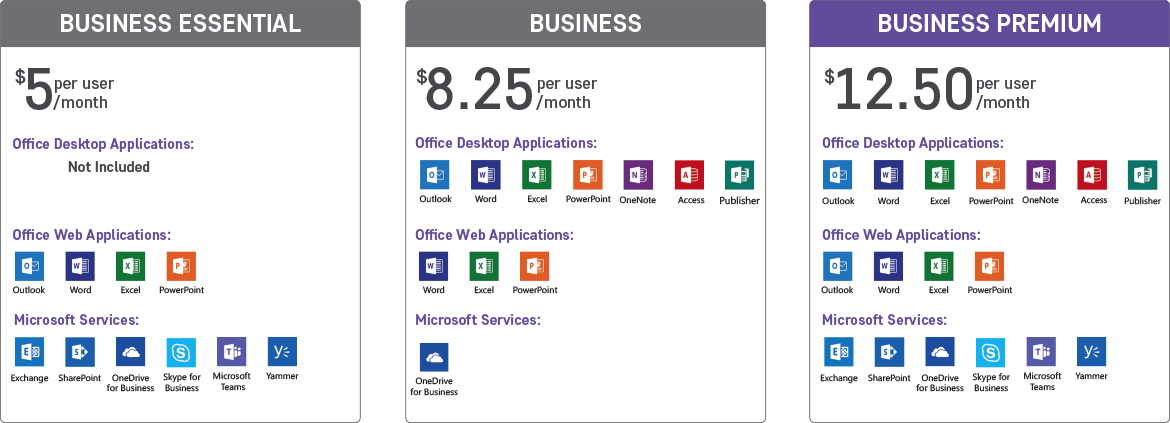 BUSINESS ESSENTIAL
$5 per user
/month
Office Desktop Applications:
Not Included
Office Web Applications:
Outlook Word Excel PowerPoint
Microsoft Services:
Exchange SharePoint OneDrive for Business Skype for Business Microsoft Teams Yammer
BUSINESS
$8.25 per user
/month
Office Desktop Applications:
Outlook Word Excel PowerPoint OneNote Access Publisher
Office Web Applications:
Word Excel PowerPoint
Microsoft Services:
OneDrive
for Business
BUSINESS PREMIUM
$12.50 per user
/month
Office Desktop Applications:
Outlook Word Excel PowerPoint OneNote Access Publisher
Office Web Applications:
Outlook Word Excel PowerPoint
Microsoft Services:
Exchange SharePoint OneDrive for Business Skype for Business Microsoft Teams Yammer